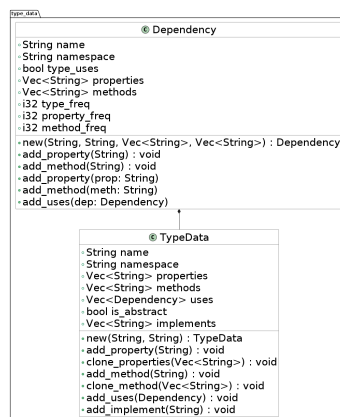 type_data
C Dependency
String name
String namespace
bool type_uses
Vec<String> properties
Vec<String> methods
i32 type_freq
i32 property_freq
i32 method_freq
new(String, String, Vec<String>, Vec<String>) : Dependency
add_property(String) : void
add_method(String) : void
add_property(prop: String)
add_method(meth: String)
add_uses(dep: Dependency)
C TypeData
String name
String namespace
Vec<String> properties
Vec<String> methods
Vec<Dependency> uses
bool is_abstract
Vec<String> implements
new(String, String) : TypeData
add_property(String) : void
clone_properties(Vec<String>) : void
add_method(String) : void
clone_method(Vec<String>) : void
add_uses(Dependency) : void
add_implement(String) : void